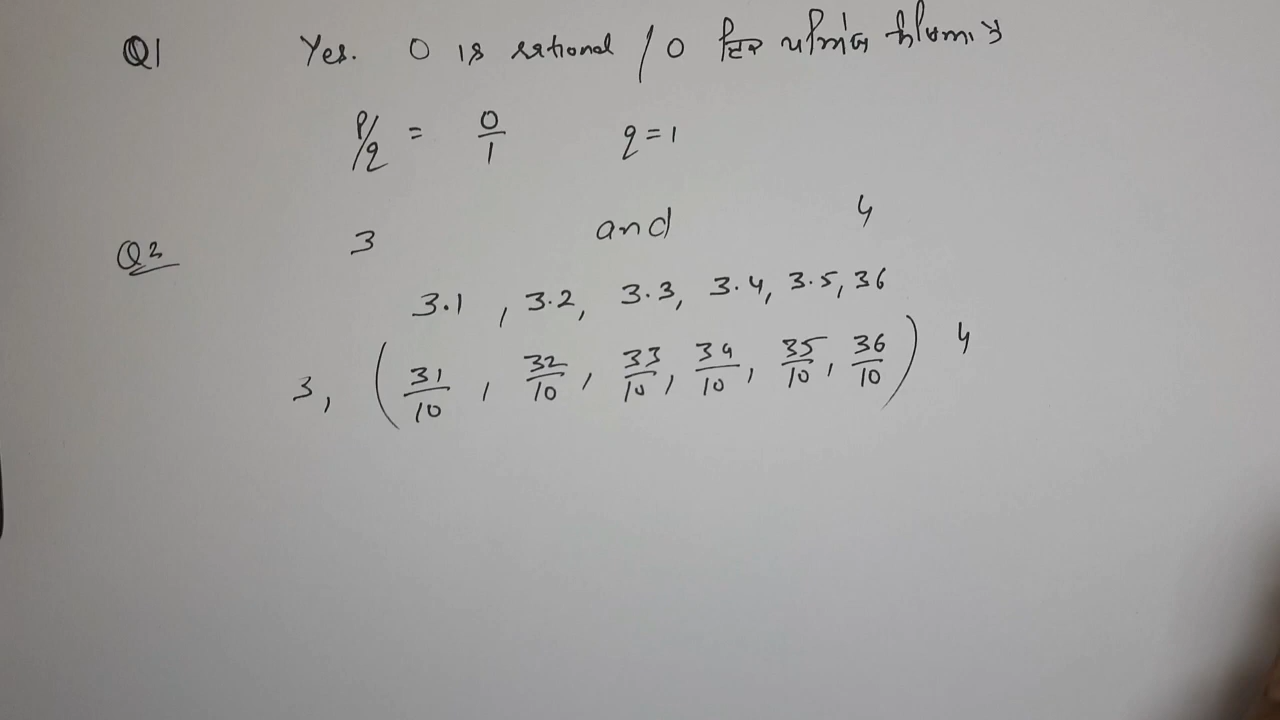 Q1 Yes. 0 is rational / 0 ਇਕ ਪਰਿਮੇਯ ਸੰਖਿਆ ਹੈ
P/q = 0/1 q=1
Q2 3 and 4
3.1 , 3.2, 3.3, 3.4, 3.5, 36
3, ( 31/10 , 32/10 , 33/10 , 34/10 , 35/10 , 36/10 ) 4